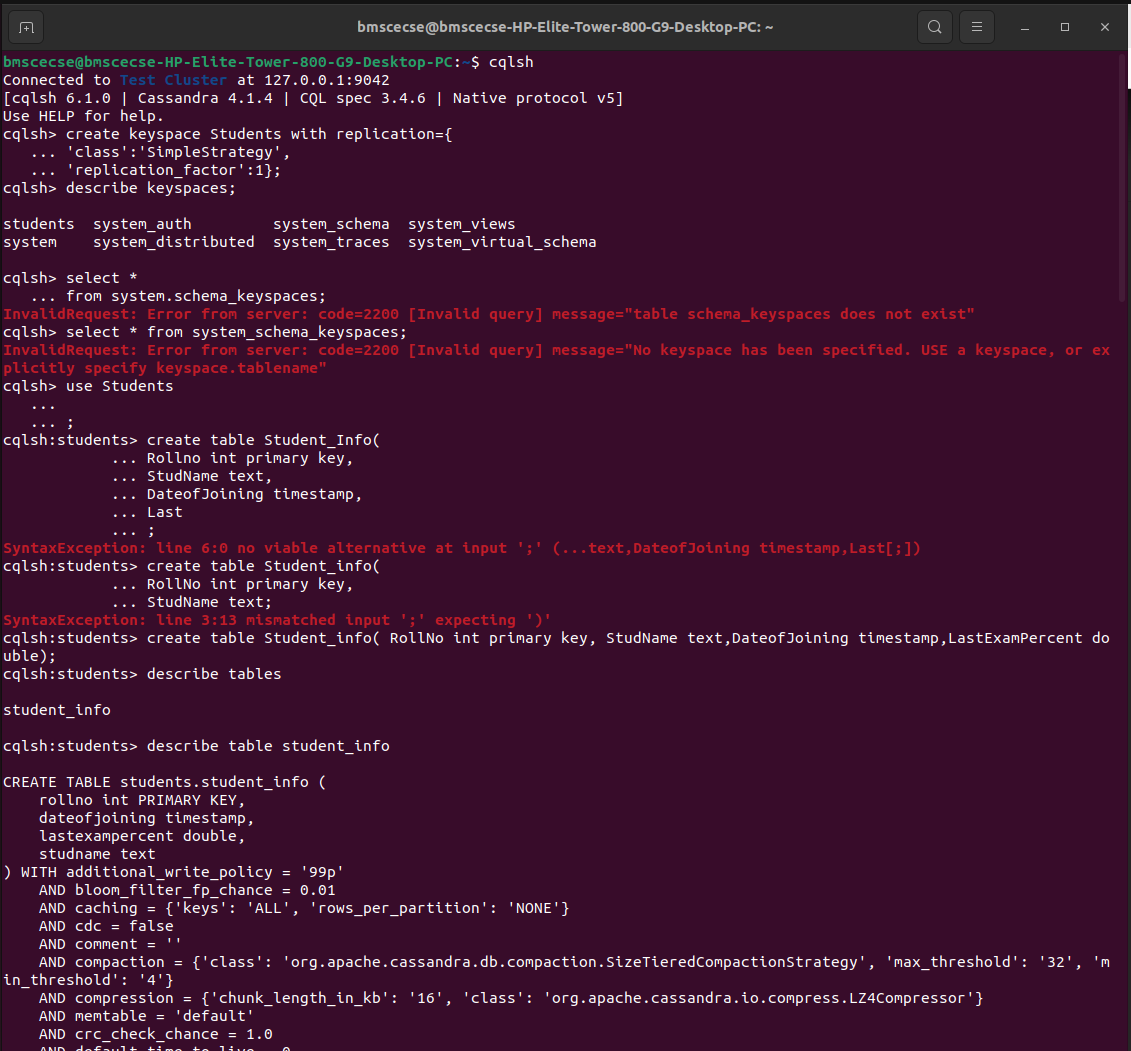 bmscecse@bmscecse-HP-Elite-Tower-800-G9-Desktop-PC: ~
bmscecse@bmscecse-HP-Elite-Tower-800-G9-Desktop-PC:~$ cqlsh
Connected to Test Cluster at 127.0.0.1:9042
[cqlsh 6.1.0 | Cassandra 4.1.4 | CQL spec 3.4.6 | Native protocol v5]
Use HELP for help.
cqlsh> create keyspace Students with replication={
   ... 'class':'SimpleStrategy',
   ... 'replication_factor':1};
cqlsh> describe keyspaces;

students  system_auth         system_schema  system_views
system    system_distributed  system_traces  system_virtual_schema

cqlsh> select *
   ... from system.schema_keyspaces;
InvalidRequest: Error from server: code=2200 [Invalid query] message="table schema_keyspaces does not exist"
cqlsh> select * from system_schema_keyspaces;
InvalidRequest: Error from server: code=2200 [Invalid query] message="No keyspace has been specified. USE a keyspace, or ex
plicitly specify keyspace.tablename"
cqlsh> use Students
   ...
   ... ;
cqlsh:students> create table Student_Info(
            ... Rollno int primary key,
            ... StudName text,
            ... DateofJoining timestamp,
            ... Last
            ... ;
SyntaxException: line 6:0 no viable alternative at input ';' (...text,DateofJoining timestamp,Last[;])
cqlsh:students> create table Student_info(
            ... RollNo int primary key,
            ... StudName text;
SyntaxException: line 3:13 mismatched input ';' expecting ')'
cqlsh:students> create table Student_info( RollNo int primary key, StudName text,DateofJoining timestamp,LastExamPercent do
uble);
cqlsh:students> describe tables

student_info

cqlsh:students> describe table student_info

CREATE TABLE students.student_info (
    rollno int PRIMARY KEY,
    dateofjoining timestamp,
    lastexampercent double,
    studname text
) WITH additional_write_policy = '99p'
    AND bloom_filter_fp_chance = 0.01
    AND caching = {'keys': 'ALL', 'rows_per_partition': 'NONE'}
    AND cdc = false
    AND comment = ''
    AND compaction = {'class': 'org.apache.cassandra.db.compaction.SizeTieredCompactionStrategy', 'max_threshold': '32', 'm
in_threshold': '4'}
    AND compression = {'chunk_length_in_kb': '16', 'class': 'org.apache.cassandra.io.compress.LZ4Compressor'}
    AND memtable = 'default'
    AND crc_check_chance = 1.0
    AND default_time_to_live = 0